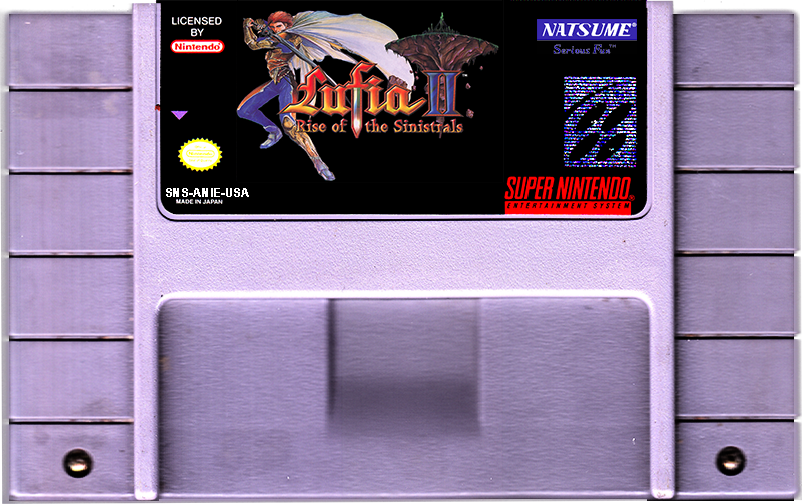 LICENSED
BY
Nintendo
NATSUME®
Serious Fun™
Lufia II
Rise of the Sinistrals
SNS-ANIE-USA
MADE IN JAPAN
SUPER NINTENDO
ENTERTAINMENT SYSTEM